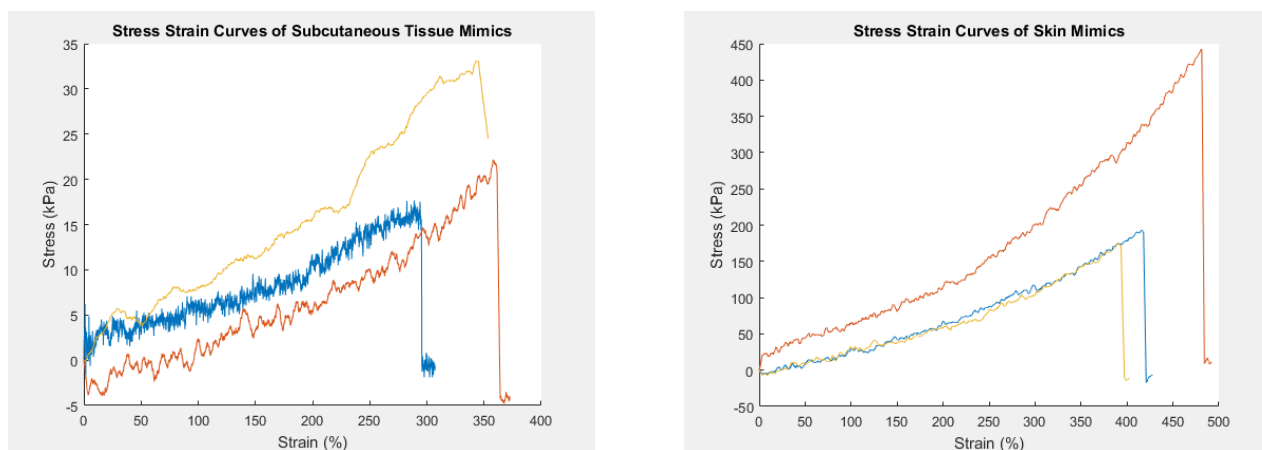 Stress Strain Curves of Subcutaneous Tissue Mimics
35
30
25
20
15
10
5
0
-5
Stress (kPa)
0 50 100 150 200 250 300 350 400
Strain (%)
Stress Strain Curves of Skin Mimics
450
400
350
300
250
200
150
100
50
0
-50
Stress (kPa)
0 50 100 150 200 250 300 350 400 450 500
Strain (%)